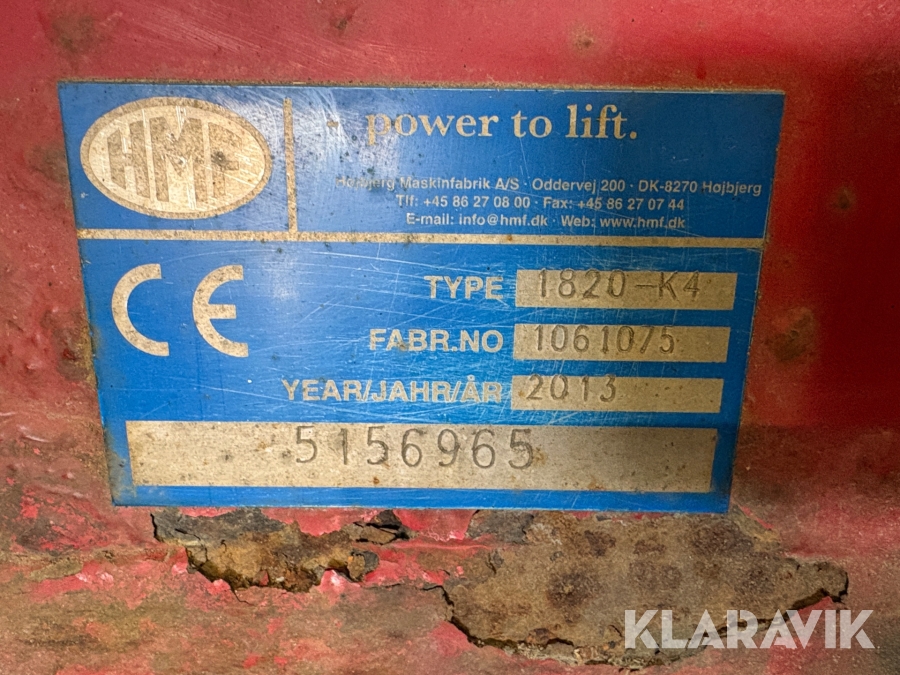 HMF
power to lift.
Højbjerg Maskinfabrik A/S · Oddervej 200 · DK-8270 Højbjerg
Tlf: +45 86 27 08 00 · Fax: +45 86 27 07 44
E-mail: info@hmf.dk · Web: www.hmf.dk
CE
TYPE 1820-K4
FABR.NO 1061075
YEAR/JAHR/ÅR 2013
5156965
KLARAVIK